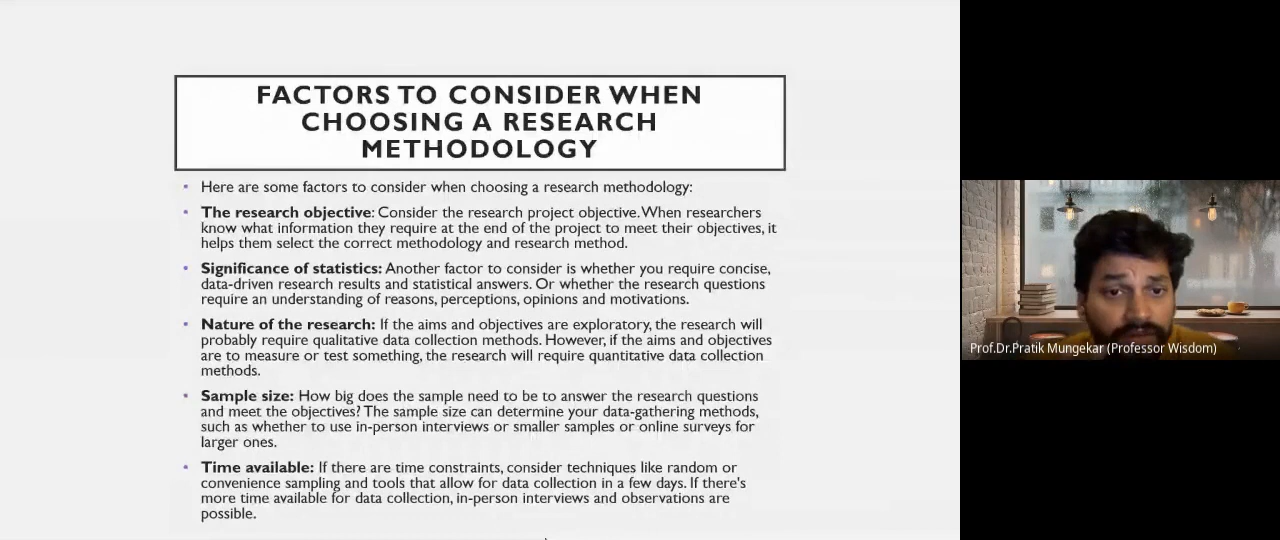 FACTORS TO CONSIDER WHEN
CHOOSING A RESEARCH
METHODOLOGY
Here are some factors to consider when choosing a research methodology:
The research objective: Consider the research project objective. When researchers
know what information they require at the end of the project to meet their objectives, it
helps them select the correct methodology and research method.
Significance of statistics: Another factor to consider is whether you require concise,
data-driven research results and statistical answers. Or whether the research questions
require an understanding of reasons, perceptions, opinions and motivations.
Nature of the research: If the aims and objectives are exploratory, the research will
probably require qualitative data collection methods. However, if the aims and objectives
are to measure or test something, the research will require quantitative data collection
methods.
Sample size: How big does the sample need to be to answer the research questions
and meet the objectives? The sample size can determine your data-gathering methods,
such as whether to use in-person interviews or smaller samples or online surveys for
larger ones.
Time available: If there are time constraints, consider techniques like random or
convenience sampling and tools that allow for data collection in a few days. If there's
more time available for data collection, in-person interviews and observations are
possible.
Prof.Dr.Pratik Mungekar (Professor Wisdom)